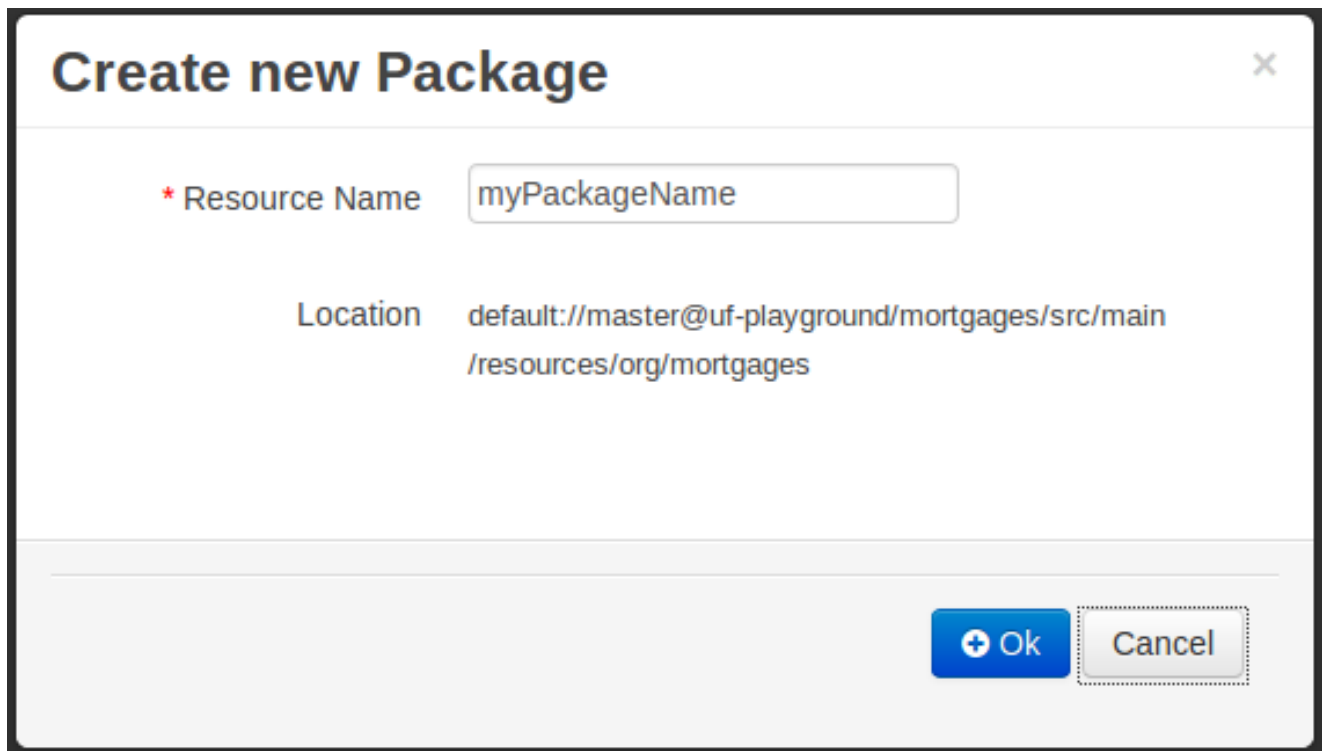 Create new Package ×
* Resource Name myPackageName
Location default://master@uf-playground/mortgages/src/main
/resources/org/mortgages
Ok Cancel